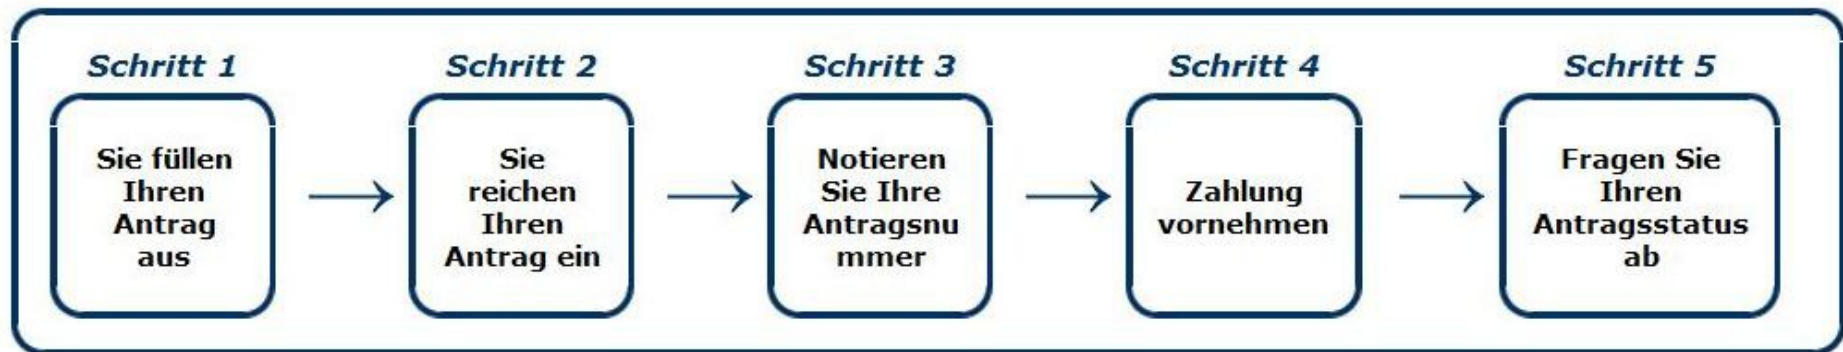 Schritt 1
Sie füllen
Ihren
Antrag
aus
Schritt 2
Sie
reichen
Ihren
Antrag ein
Schritt 3
Notieren
Sie Ihre
Antragsnu
mmer
Schritt 4
Zahlung
vornehmen
Schritt 5
Fragen Sie
Ihren
Antragsstatus
ab